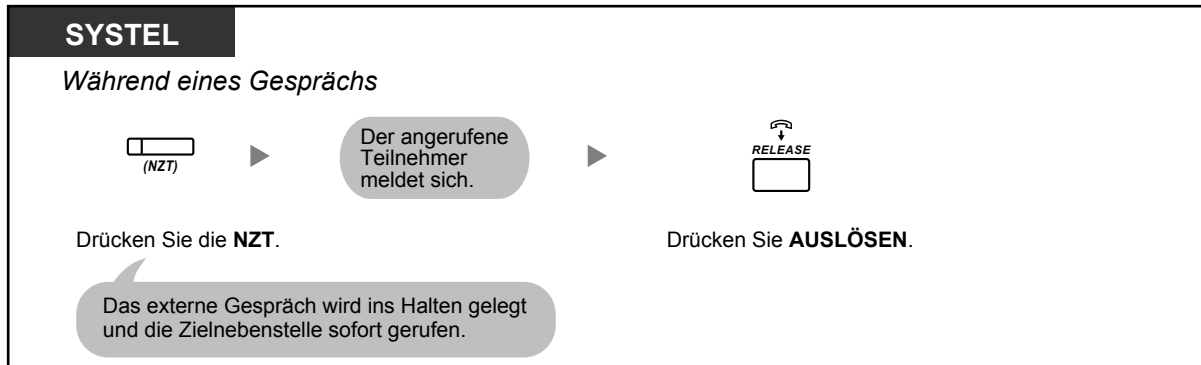 SYSTEL
Während eines Gesprächs
(NZT)
Der angerufene
Teilnehmer
meldet sich.
RELEASE
Drücken Sie die NZT.
Drücken Sie AUSLÖSEN.
Das externe Gespräch wird ins Halten gelegt
und die Zielnebenstelle sofort gerufen.